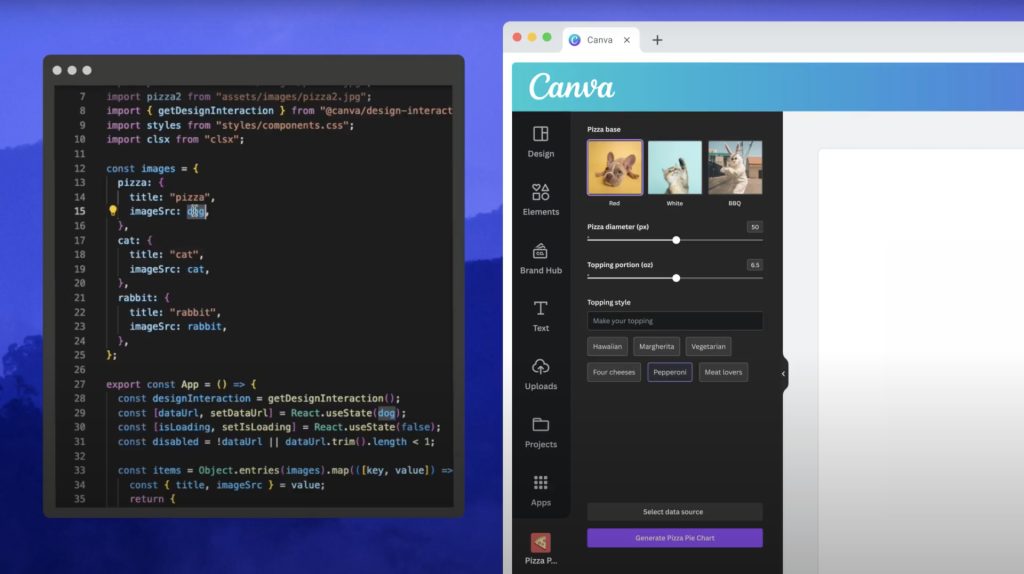 7 import pizza2 from "assets/images/pizza2.jpg";
8 import { getDesignInteraction } from "@canva/design-interact
9 import styles from "styles/components.css";
10 import clsx from "clsx";
11
12 const images = {
13 pizza: {
14 title: "pizza",
15 imageSrc: dog,
16 },
17 cat: {
18 title: "cat",
19 imageSrc: cat,
20 },
21 rabbit: {
22 title: "rabbit",
23 imageSrc: rabbit,
24 },
25 };
26
27 export const App = () => {
28 const designInteraction = getDesignInteraction();
29 const [dataUrl, setDataUrl] = React.useState(dog);
30 const [isLoading, setIsLoading] = React.useState(false);
31 const disabled = !dataUrl || dataUrl.trim().length < 1;
32
33 const items = Object.entries(images).map(([key, value]) =>
34 const { title, imageSrc } = value;
35 return {
Canva
Canva
Design
Elements
Brand Hub
Text
Uploads
Projects
Apps
Pizza P...
Pizza base
Red White BBQ
Pizza diameter (px) 50
Topping portion (oz) 6.5
Topping style
Make your topping
Hawaiian Margherita Vegetarian
Four cheeses Pepperoni Meat lovers
Select data source
Generate Pizza Pie Chart